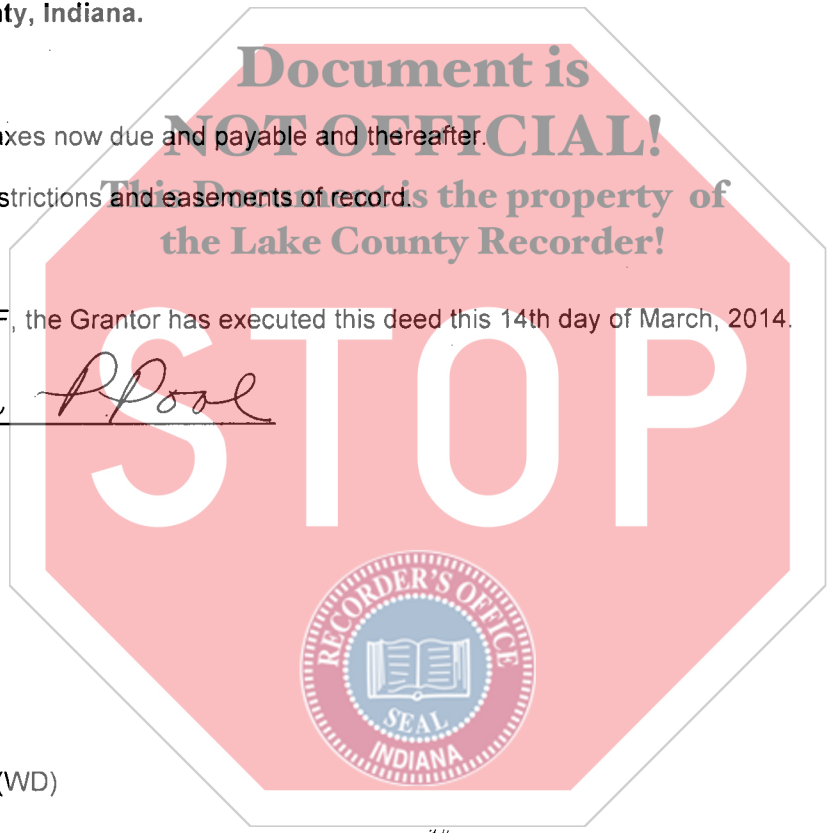 nty, Indiana.
Document is
NOT OFFICIAL!
axes now due and payable and thereafter.
strictions and easements of record.
This Document is the property of
the Lake County Recorder!
F, the Grantor has executed this deed this 14th day of March, 2014.
P. Pool
STOP
RECORDER'S OFFICE
SEAL
INDIANA
(WD)